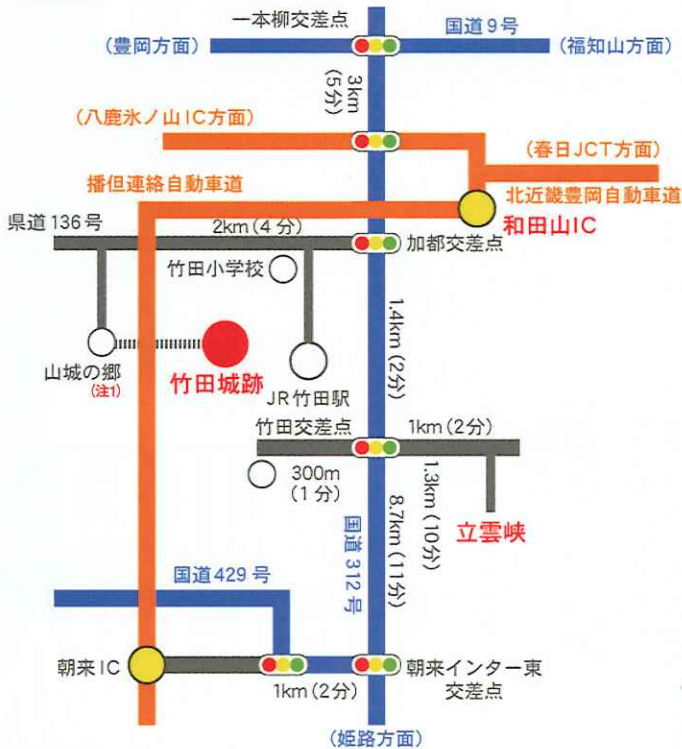 一本柳交差点
国道9号
(豊岡方面)
(福知山方面)
3km
(5分)
(八鹿氷ノ山IC方面)
(春日JCT方面)
播但連絡自動車道
北近畿豊岡自動車道
和田山IC
県道136号
2km(4分)
加都交差点
竹田小学校
1.4km(2分)
山城の郷
(注1)
竹田城跡
JR竹田駅
竹田交差点
1km(2分)
300m
(1分)
1.3km(10分)
立雲峡
国道312号
8.7km(11分)
国道429号
朝来IC
1km(2分)
朝来インター東
交差点
(姫路方面)